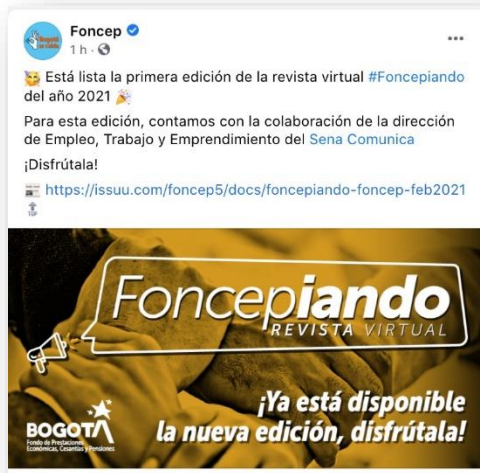 Foncep
1 h
Está lista la primera edición de la revista virtual #Foncepiando
del año 2021
Para esta edición, contamos con la colaboración de la dirección
de Empleo, Trabajo y Emprendimiento del Sena Comunica
¡Disfrútala!
https://issuu.com/foncep5/docs/foncepiando-foncep-feb2021
TOP
Foncepiando
REVISTA VIRTUAL
¡Ya está disponible
la nueva edición, disfrútala!
BOGOTÁ
Fondo de Prestaciones
Económicas, Cesantías y Pensiones